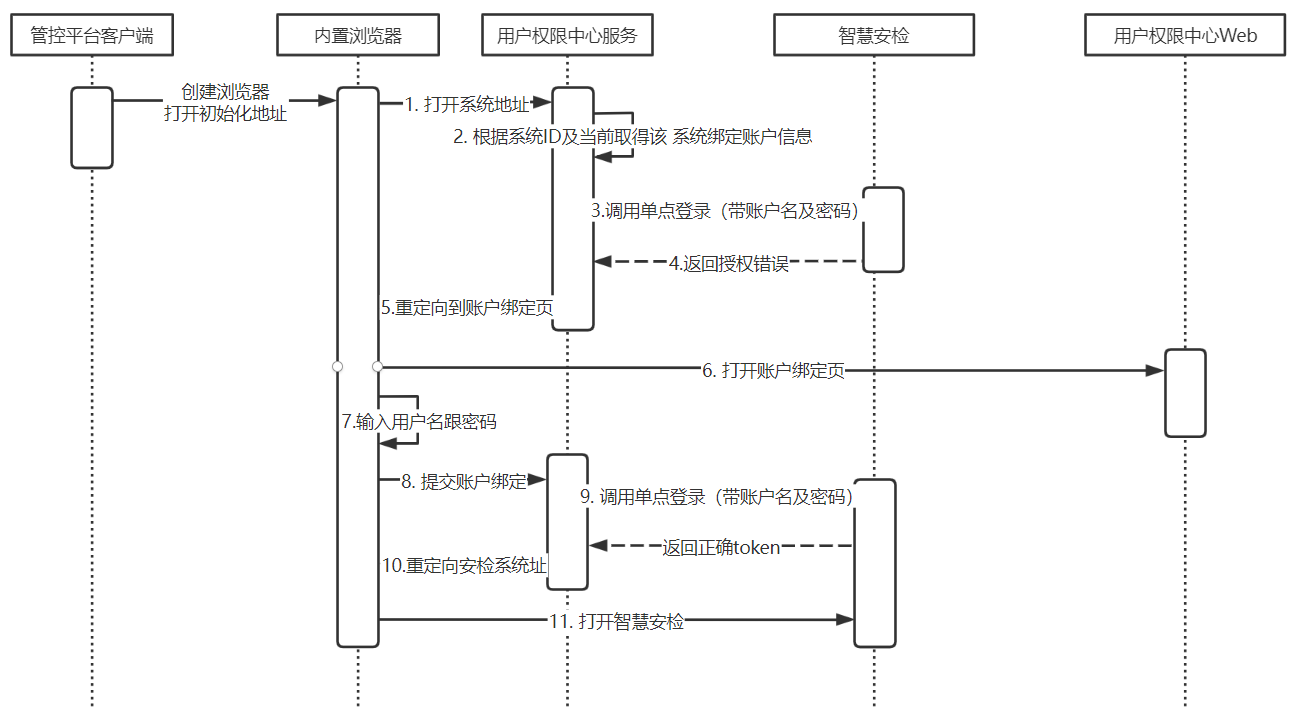 管控平台客户端
内置浏览器
用户权限中心服务
智慧安检
用户权限中心Web
创建浏览器
打开初始化地址
1. 打开系统地址
2. 根据系统ID及当前取得该 系统绑定账户信息
3.调用单点登录（带账户名及密码）
4.返回授权错误
5.重定向到账户绑定页
6. 打开账户绑定页
7.输入用户名跟密码
8. 提交账户绑定
9. 调用单点登录（带账户名及密码）
返回正确token
10.重定向安检系统址
11. 打开智慧安检